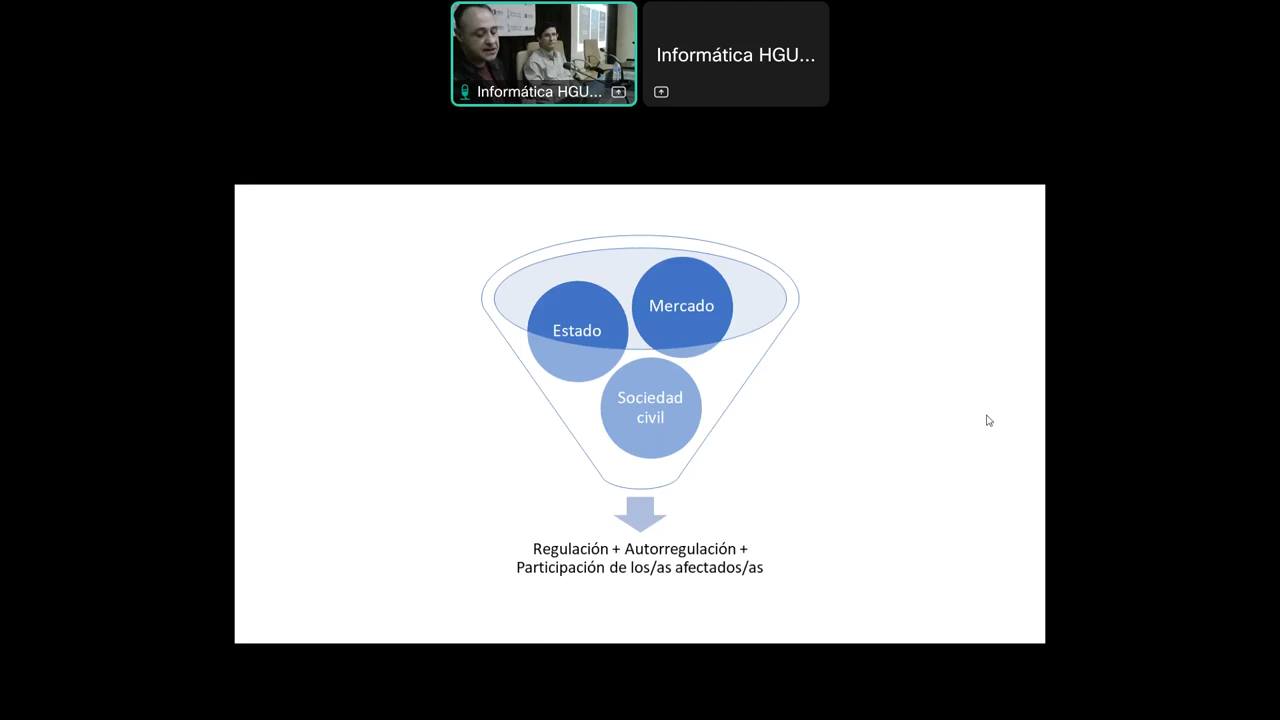 Informática HGU...
Informática HGU...
Mercado
Estado
Sociedad
civil
Regulación + Autorregulación +
Participación de los/as afectados/as